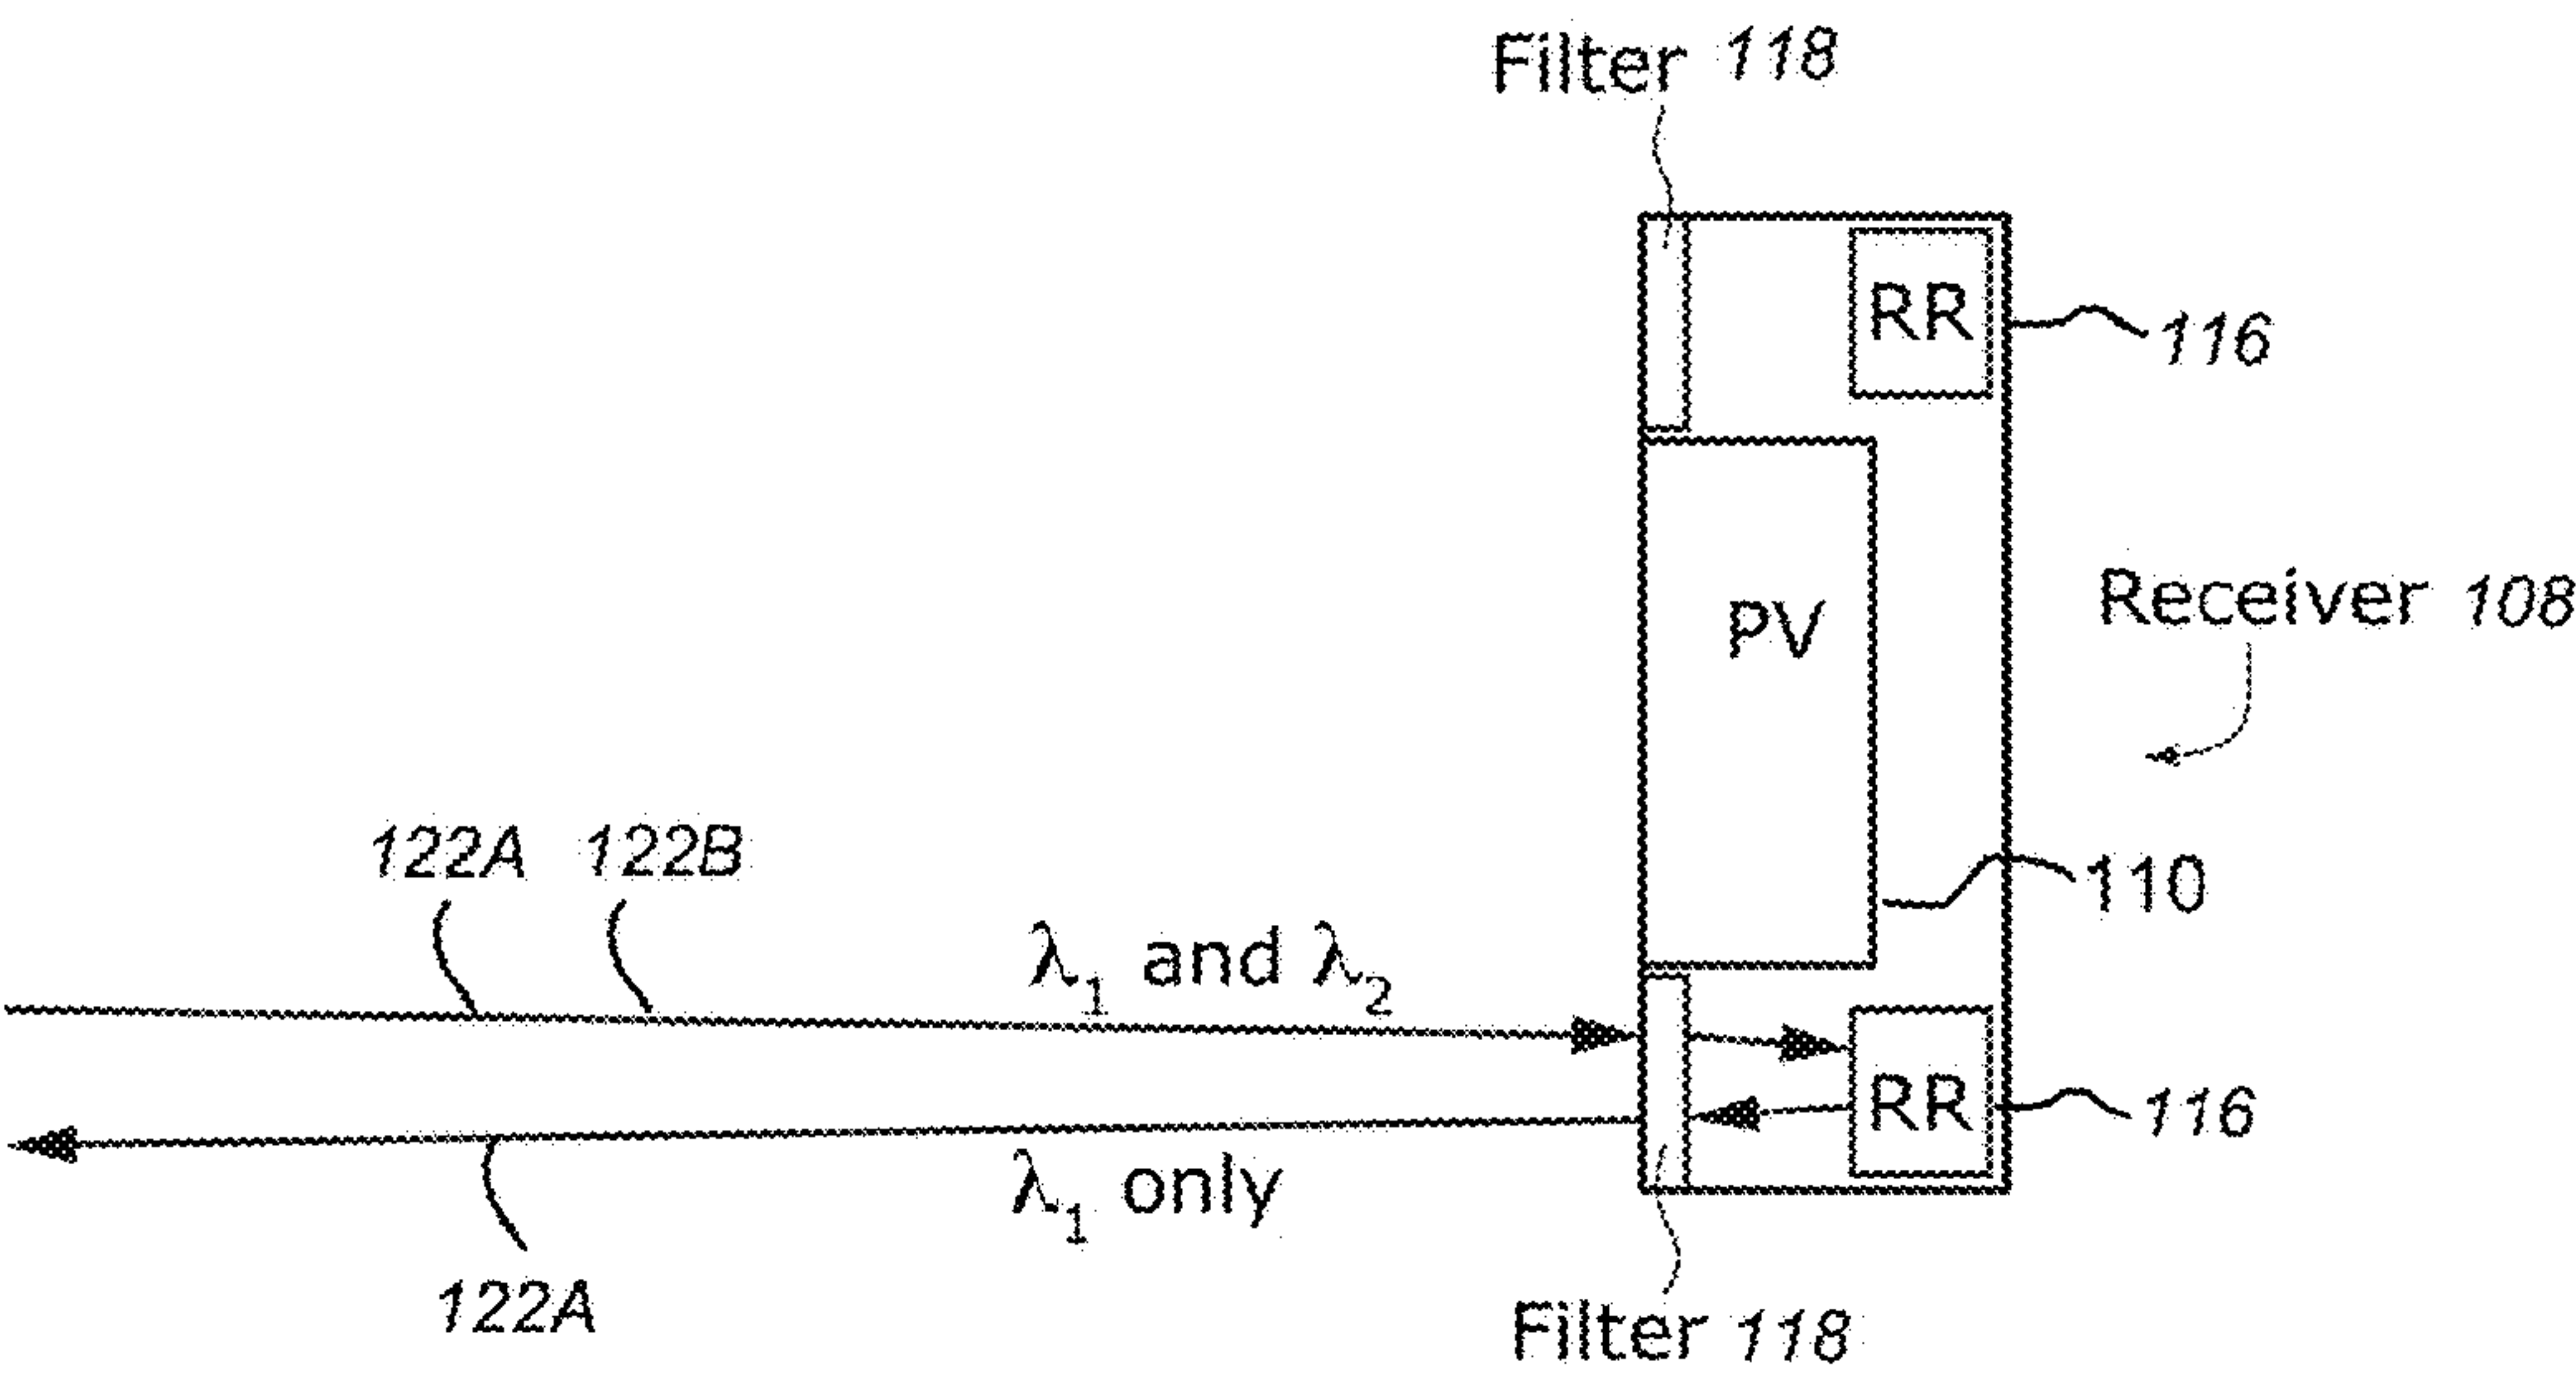 Filter 118
RR
116
PV
Receiver 108
122A 122B
110
λ₁ and λ₂
RR
116
λ₁ only
122A
Filter 118